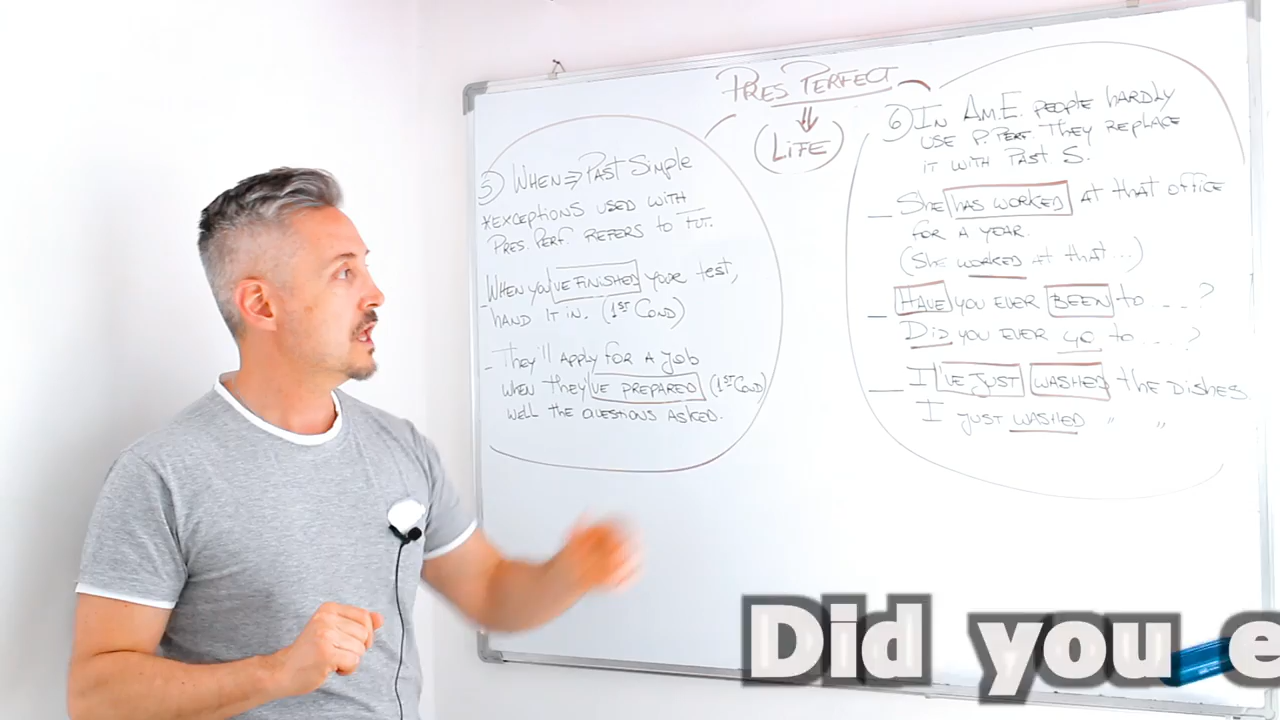 PRES PERFECT
⇓
(LIFE)
5) WHEN ⇒ PAST SIMPLE
*EXCEPTIONS USED WITH
PRES. PERF. REFERS TO FUT.
– WHEN YOU'VE FINISHED YOUR TEST,
HAND IT IN. (1ST COND)
– THEY'LL APPLY FOR A JOB
WHEN THEY'VE PREPARED (1ST COND)
WELL THE QUESTIONS ASKED.
6) IN AM.E. PEOPLE HARDLY
USE P. PERF. THEY REPLACE
IT WITH PAST S.
– SHE HAS WORKED AT THAT OFFICE
FOR A YEAR.
(SHE WORKED AT THAT...)
– HAVE YOU EVER BEEN TO....?
DID YOU EVER GO TO....?
– I'VE JUST WASHED THE DISHES.
I JUST WASHED " "
Did you e